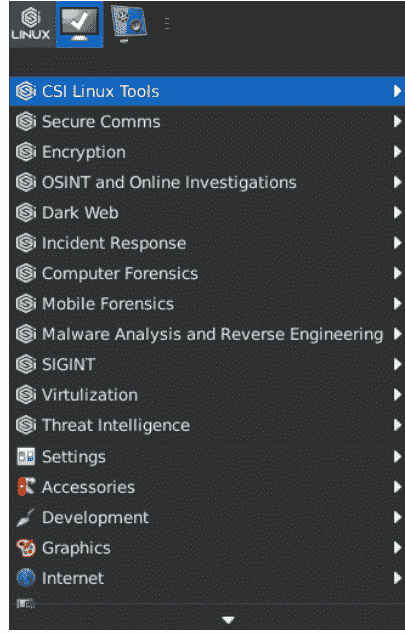 LINUX
CSI Linux Tools
Secure Comms
Encryption
OSINT and Online Investigations
Dark Web
Incident Response
Computer Forensics
Mobile Forensics
Malware Analysis and Reverse Engineering
SIGINT
Virtulization
Threat Intelligence
Settings
Accessories
Development
Graphics
Internet